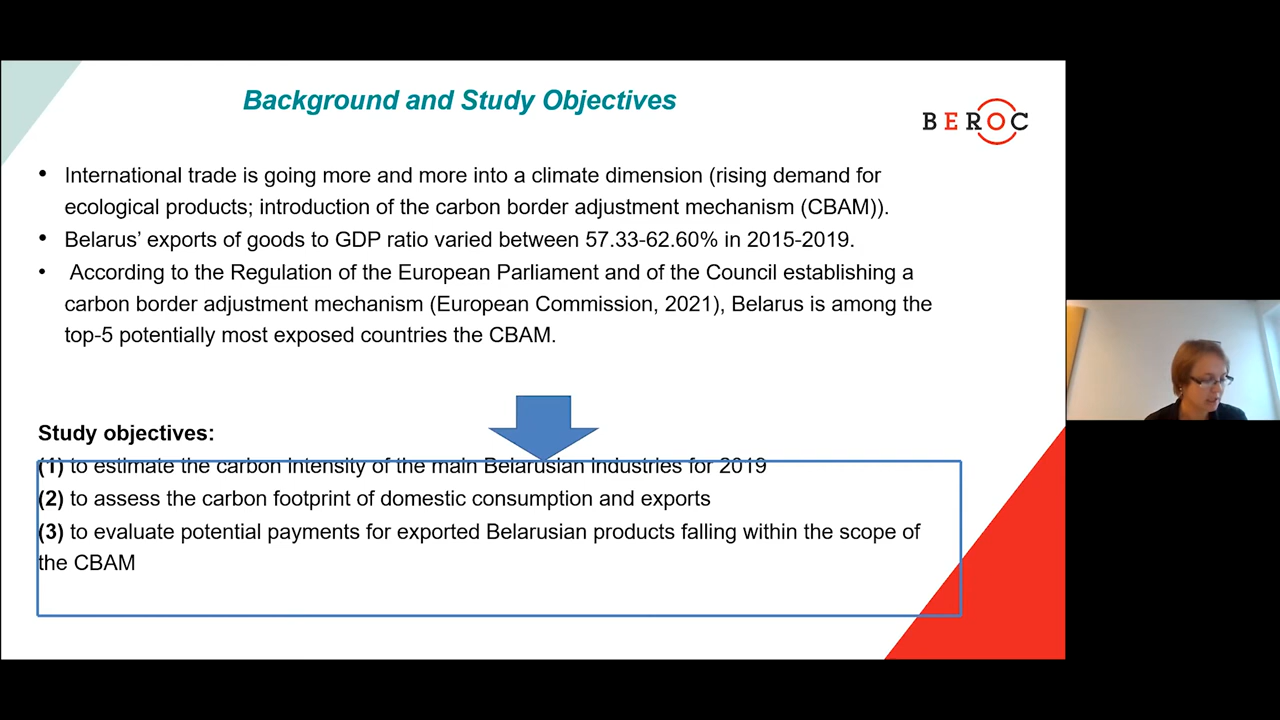 Background and Study Objectives
BEROC
• International trade is going more and more into a climate dimension (rising demand for
ecological products; introduction of the carbon border adjustment mechanism (CBAM)).
• Belarus’ exports of goods to GDP ratio varied between 57.33-62.60% in 2015-2019.
• According to the Regulation of the European Parliament and of the Council establishing a
carbon border adjustment mechanism (European Commission, 2021), Belarus is among the
top-5 potentially most exposed countries the CBAM.
Study objectives:
(1) to estimate the carbon intensity of the main Belarusian industries for 2019
(2) to assess the carbon footprint of domestic consumption and exports
(3) to evaluate potential payments for exported Belarusian products falling within the scope of
the CBAM